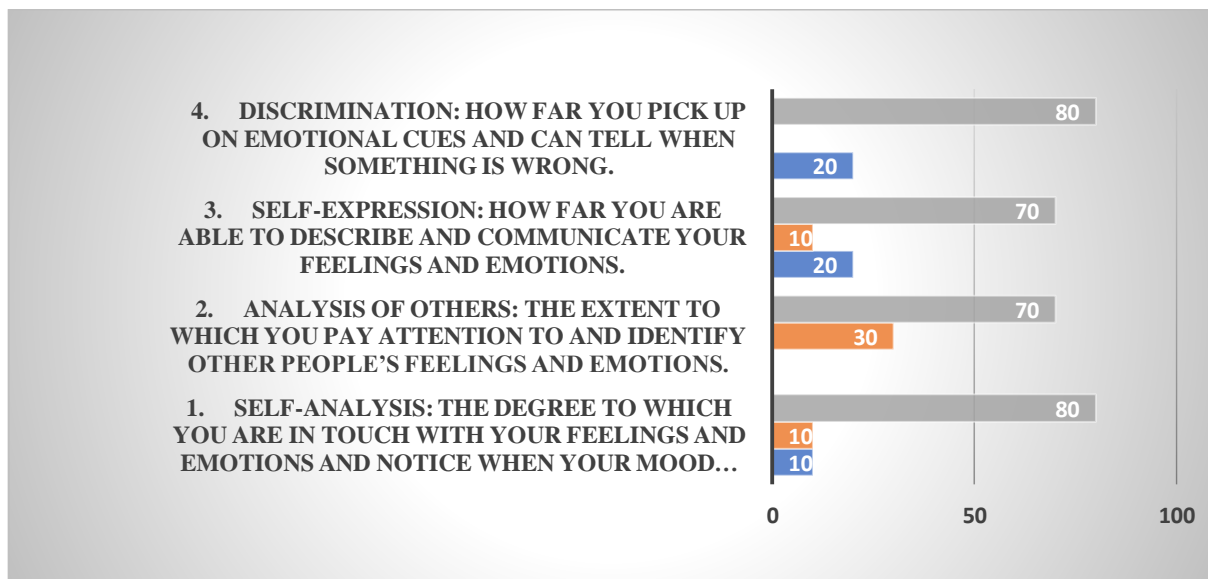 4. DISCRIMINATION: HOW FAR YOU PICK UP
ON EMOTIONAL CUES AND CAN TELL WHEN
SOMETHING IS WRONG.
80
20
3. SELF-EXPRESSION: HOW FAR YOU ARE
ABLE TO DESCRIBE AND COMMUNICATE YOUR
FEELINGS AND EMOTIONS.
70
10
20
2. ANALYSIS OF OTHERS: THE EXTENT TO
WHICH YOU PAY ATTENTION TO AND IDENTIFY
OTHER PEOPLE’S FEELINGS AND EMOTIONS.
70
30
1. SELF-ANALYSIS: THE DEGREE TO WHICH
YOU ARE IN TOUCH WITH YOUR FEELINGS AND
EMOTIONS AND NOTICE WHEN YOUR MOOD…
80
10
10
0 50 100